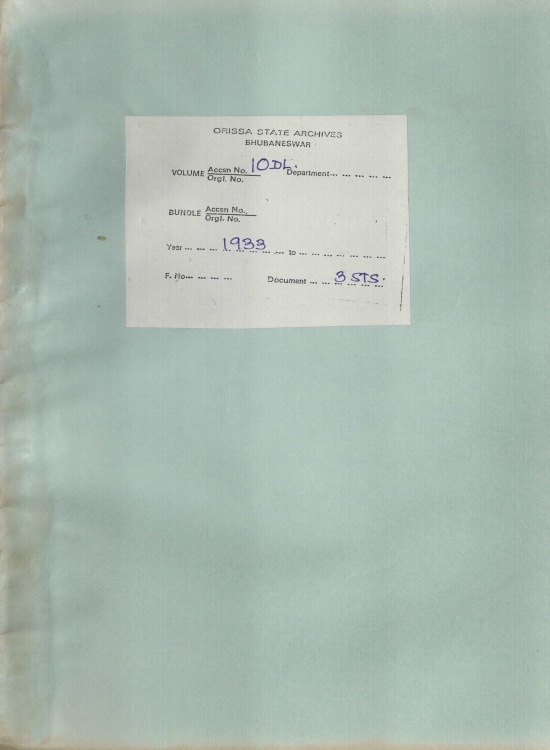 ORISSA STATE ARCHIVES
BHUBANESWAR
VOLUME Accsn No. 10DL. Department... ... ... ... ...
Orgl. No.
BUNDLE Accsn No.
Orgl. No.
Year ... ... ... 1933 ... ... to ... ... ... ... ... ... ...
F. No... ... ... ... Document ... ... 3 STS. ... ... ...